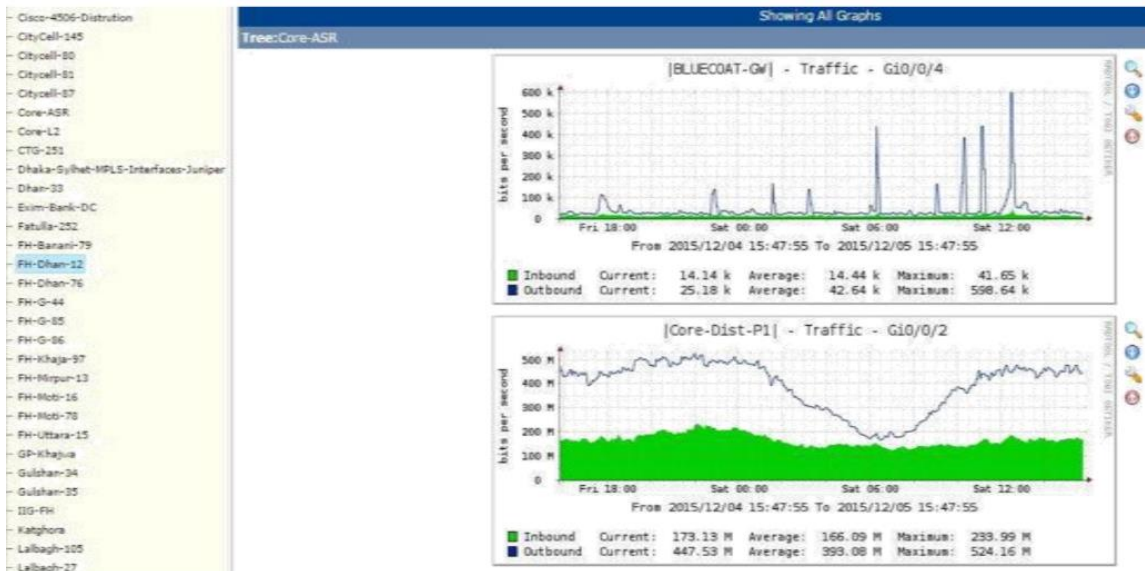 Cisco-4506-Distrution
CityCell-145
Citycell-80
Citycell-81
Citycell-87
Core-ASR
Core-L2
CTG-251
Dhaka-Sylhet-MPLS-Interfaces-Juniper
Dhan-33
Exim-Bank-DC
Fatulla-252
FH-Banani-79
FH-Dhan-12
FH-Dhan-76
FH-G-44
FH-G-85
FH-G-86
FH-Khaja-97
FH-Mirpur-13
FH-Moti-16
FH-Moti-78
FH-Uttara-15
GP-Khajua
Gulshan-34
Gulshan-35
IIG-FH
Katghora
Lalbagh-105
Lalbagh-27
Showing All Graphs
Tree:Core-ASR
|BLUECOAT-GW| - Traffic - Gi0/0/4
RRDTOOL / TOBI OETIKER
bits per second
600 k
500 k
400 k
300 k
200 k
100 k
0
Fri 18:00 Sat 00:00 Sat 06:00 Sat 12:00
From 2015/12/04 15:47:55 To 2015/12/05 15:47:55
Inbound Current: 14.14 k Average: 14.44 k Maximum: 41.65 k
Outbound Current: 25.18 k Average: 42.64 k Maximum: 598.64 k
|Core-Dist-P1| - Traffic - Gi0/0/2
RRDTOOL / TOBI OETIKER
bits per second
500 M
400 M
300 M
200 M
100 M
0
Fri 18:00 Sat 00:00 Sat 06:00 Sat 12:00
From 2015/12/04 15:47:55 To 2015/12/05 15:47:55
Inbound Current: 173.13 M Average: 166.09 M Maximum: 233.99 M
Outbound Current: 447.53 M Average: 393.08 M Maximum: 524.16 M